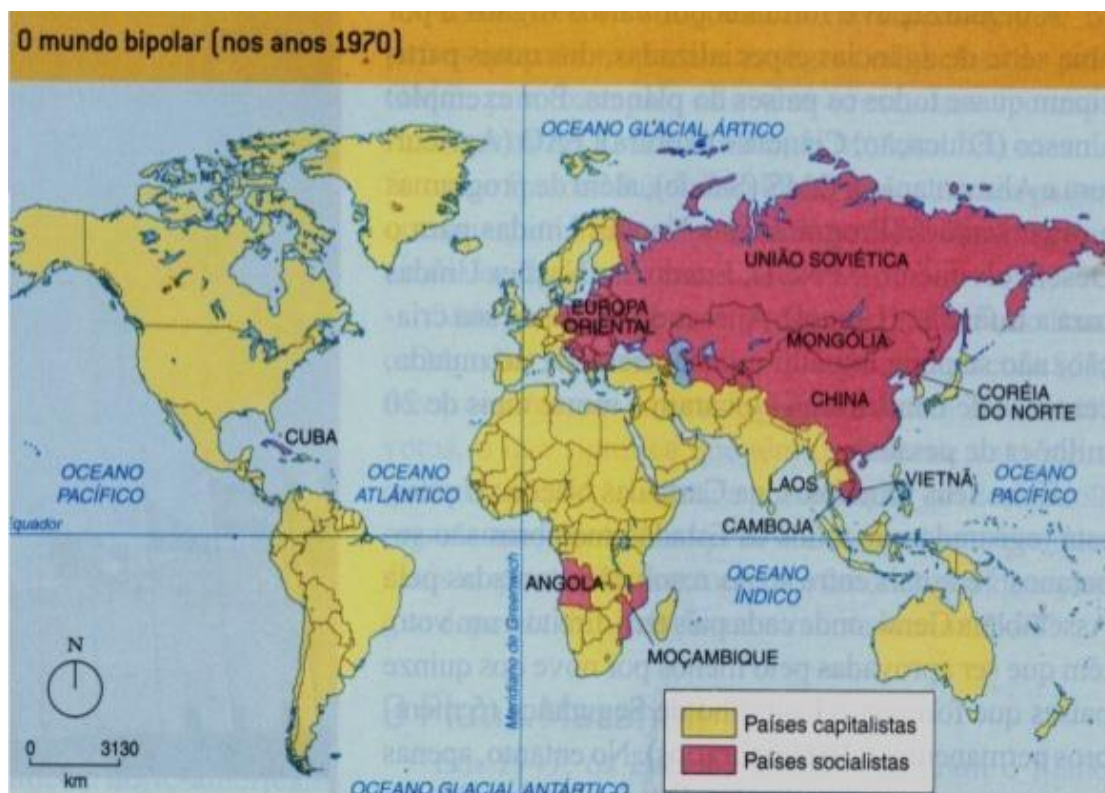 O mundo bipolar (nos anos 1970)
OCEANO GLACIAL ÁRTICO
UNIÃO SOVIÉTICA
EUROPA
ORIENTAL
MONGÓLIA
CHINA
CORÉIA
DO NORTE
CUBA
OCEANO
PACÍFICO
OCEANO
ATLÂNTICO
LAOS
VIETNÃ
OCEANO
PACÍFICO
CAMBOJA
Equador
ANGOLA
OCEANO
ÍNDICO
MOÇAMBIQUE
Meridiano de Greenwich
N
0 3130
km
Países capitalistas
Países socialistas
OCEANO GLACIAL ANTÁRTICO